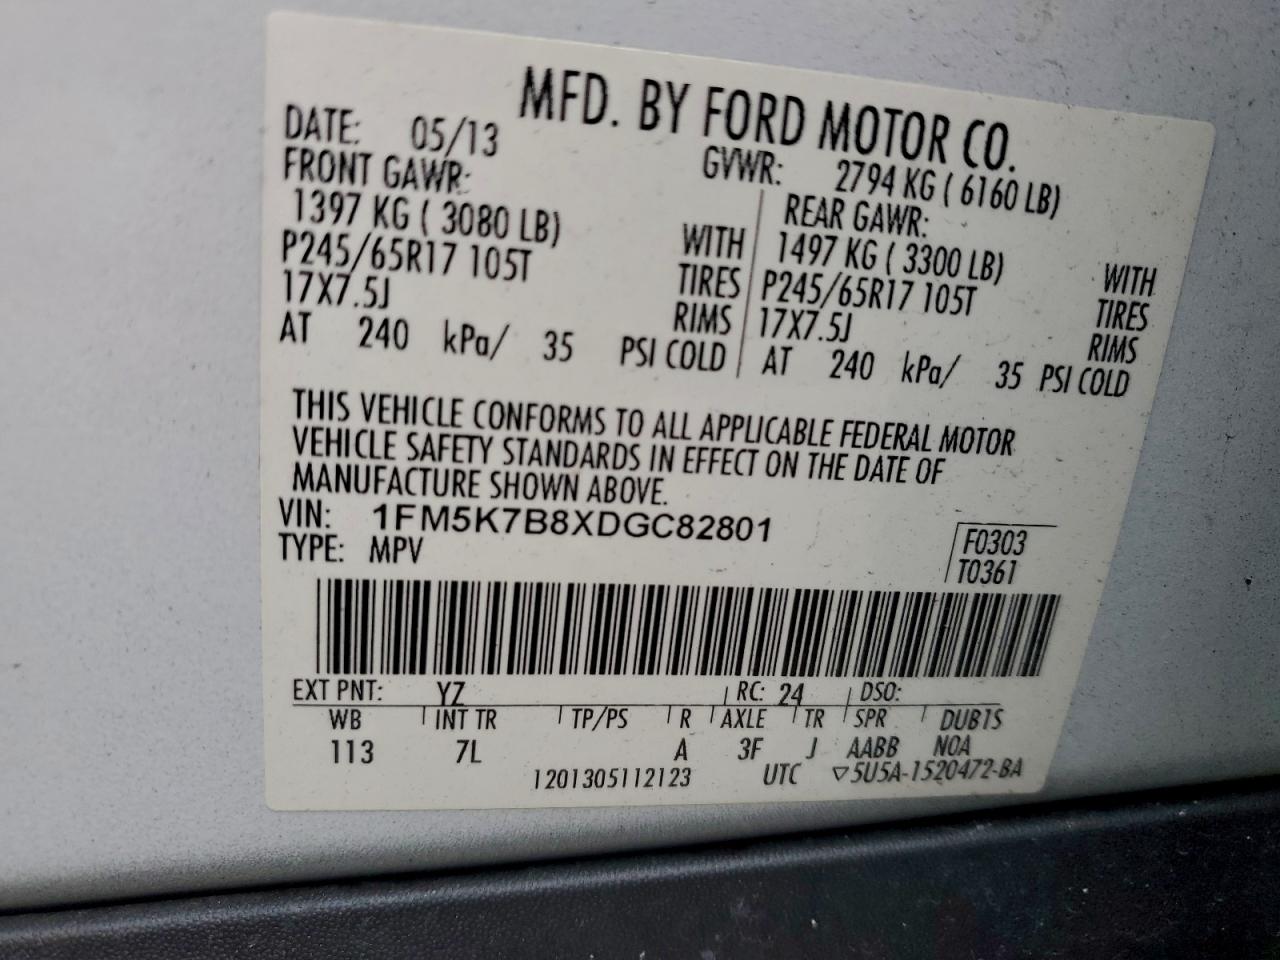 MFD. BY FORD MOTOR CO.
DATE: 05/13 GVWR: 2794 KG ( 6160 LB)
FRONT GAWR: REAR GAWR:
1397 KG ( 3080 LB) WITH 1497 KG ( 3300 LB) WITH
P245/65R17 105T TIRES P245/65R17 105T TIRES
17X7.5J RIMS 17X7.5J RIMS
AT 240 kPa/ 35 PSI COLD AT 240 kPa/ 35 PSI COLD
THIS VEHICLE CONFORMS TO ALL APPLICABLE FEDERAL MOTOR
VEHICLE SAFETY STANDARDS IN EFFECT ON THE DATE OF
MANUFACTURE SHOWN ABOVE.
VIN: 1FM5K7B8XDGC82801 F0303
TYPE: MPV T0361
EXT PNT: YZ RC: 24 DSO:
WB INT TR TP/PS R AXLE TR SPR DUBTS
113 7L A 3F J AABB NOA
1201305112123 UTC ▽5U5A-1520472-BA